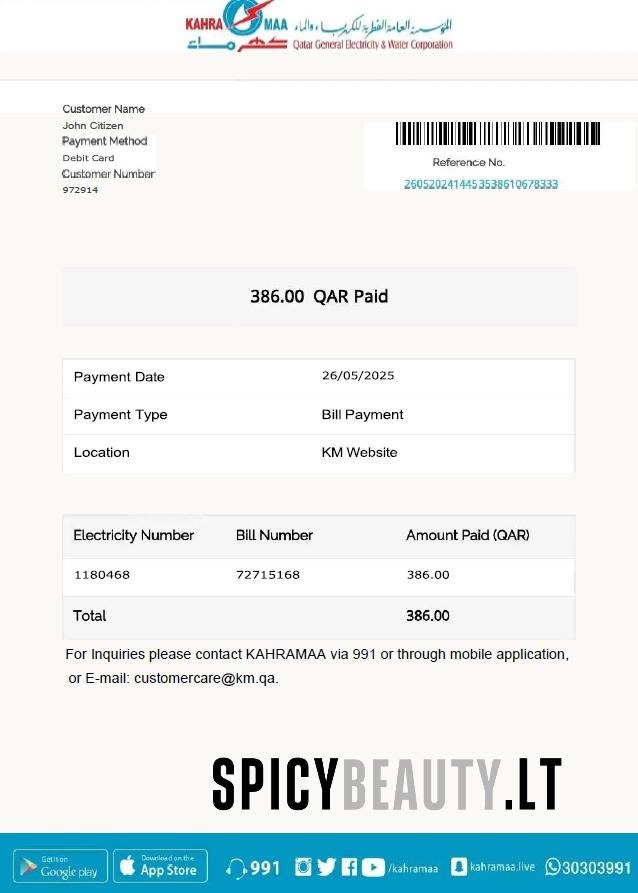 KAHRA MAA المؤسسة العامة القطرية للكهرباء والماء
كهرماء Qatar General Electricity & Water Corporation
Customer Name
John Citizen
Payment Method
Debit Card
Customer Number
972914
Reference No.
2605202414453538610678333
386.00 QAR Paid
Payment Date 26/05/2025
Payment Type Bill Payment
Location KM Website
Electricity Number Bill Number Amount Paid (QAR)
1180468 72715168 386.00
Total 386.00
For Inquiries please contact KAHRAMAA via 991 or through mobile application,
or E-mail: customercare@km.qa.
SPICYBEAUTY.LT
Get it on Google play Download on the App Store 991 /kahramaa kahramaa.live 30303991